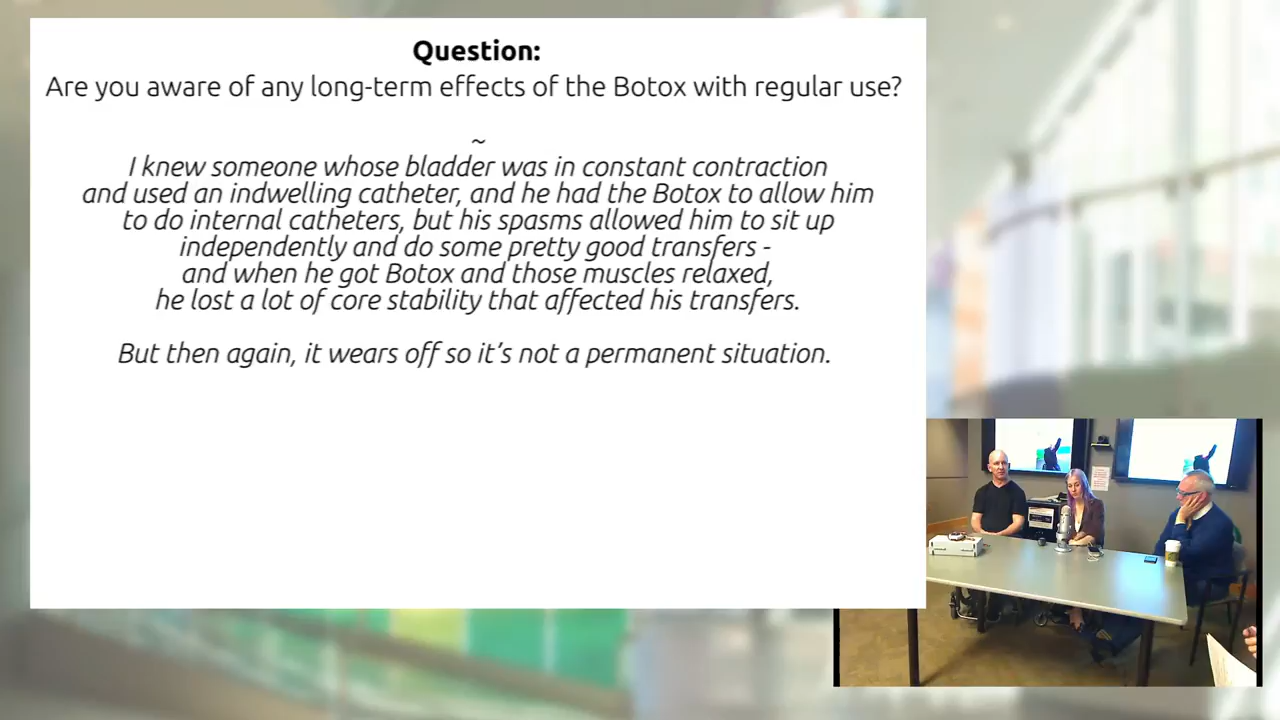 Question:
Are you aware of any long-term effects of the Botox with regular use?
~
I knew someone whose bladder was in constant contraction
and used an indwelling catheter, and he had the Botox to allow him
to do internal catheters, but his spasms allowed him to sit up
independently and do some pretty good transfers -
and when he got Botox and those muscles relaxed,
he lost a lot of core stability that affected his transfers.
But then again, it wears off so it's not a permanent situation.